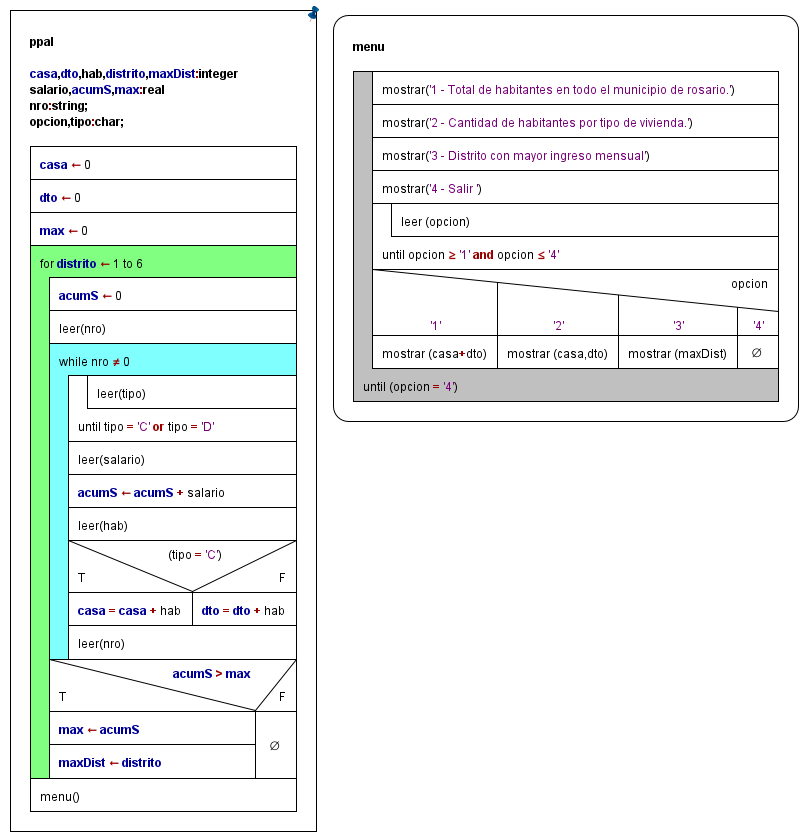 ppal
casa,dto,hab,distrito,maxDist:integer
salario,acumS,max:real
nro:string;
opcion,tipo:char;
casa ← 0
dto ← 0
max ← 0
for distrito ← 1 to 6
acumS ← 0
leer(nro)
while nro ≠ 0
leer(tipo)
until tipo = 'C' or tipo = 'D'
leer(salario)
acumS ← acumS + salario
leer(hab)
(tipo = 'C')
T F
casa = casa + hab dto = dto + hab
leer(nro)
acumS > max
T F
max ← acumS
∅
maxDist ← distrito
menu()
menu
mostrar('1 - Total de habitantes en todo el municipio de rosario.')
mostrar('2 - Cantidad de habitantes por tipo de vivienda.')
mostrar('3 - Distrito con mayor ingreso mensual')
mostrar('4 - Salir ')
leer (opcion)
until opcion ≥ '1' and opcion ≤ '4'
opcion
'1' '2' '3' '4'
mostrar (casa+dto) mostrar (casa,dto) mostrar (maxDist) ∅
until (opcion = '4')